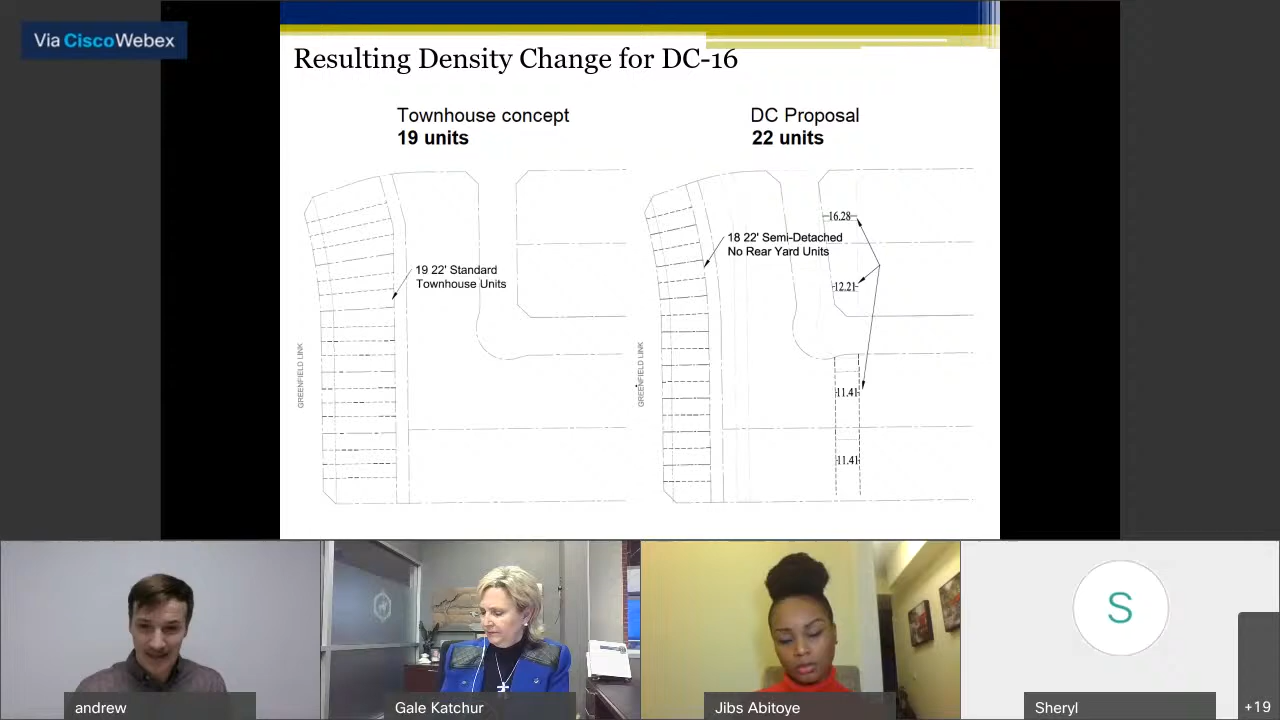 Via Cisco Webex
Resulting Density Change for DC-16
Townhouse concept
19 units
DC Proposal
22 units
19 22' Standard
Townhouse Units
GREENFIELD LINK
18 22' Semi-Detached
No Rear Yard Units
GREENFIELD LINK
16.28
12.21
11.41
11.41
andrew
Gale Katchur
Jibs Abitoye
S
Sheryl
+19